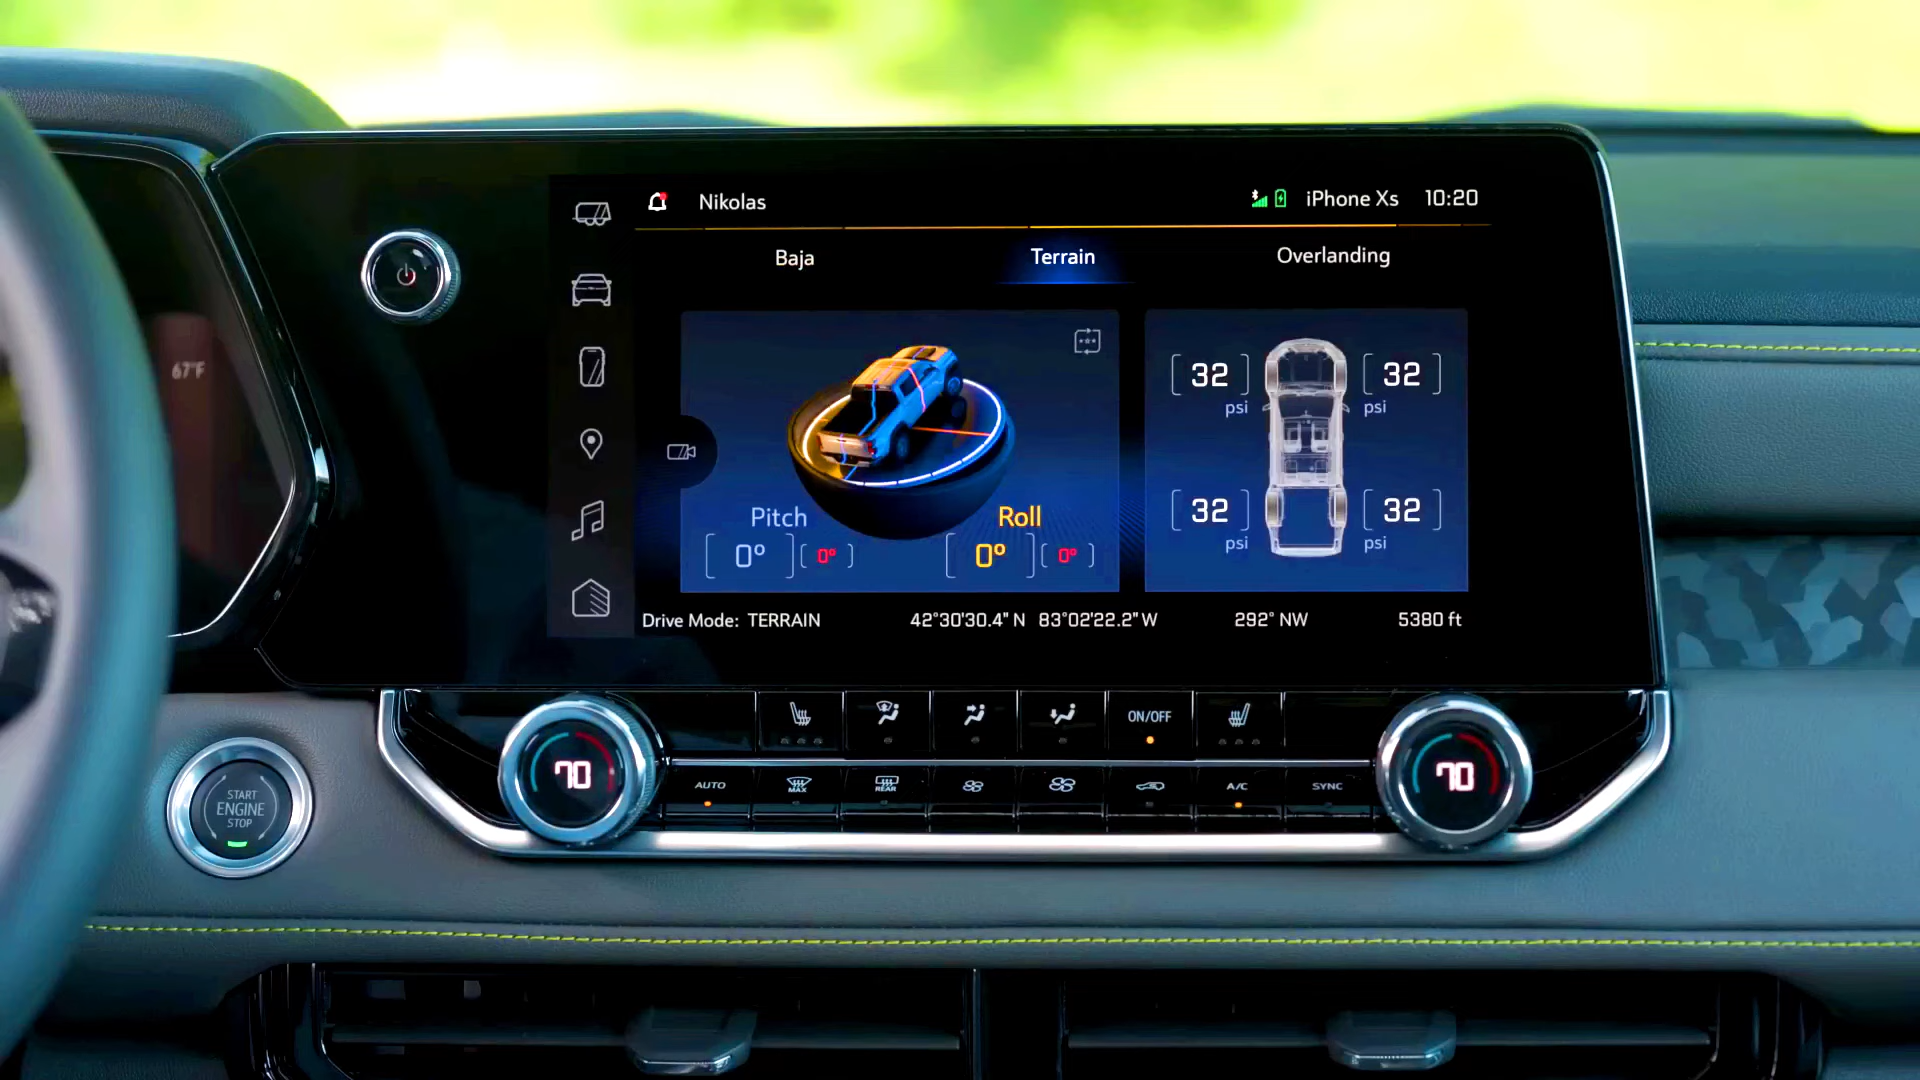 Nikolas
iPhone Xs 10:20
Baja Terrain Overlanding
67°F
32 psi
32 psi
32 psi
32 psi
Pitch
0° 0°
Roll
0° 0°
Drive Mode: TERRAIN 42°30'30.4" N 83°02'22.2" W 292° NW 5380 ft
ON/OFF
70
AUTO
MAX
REAR
A/C
SYNC
70
START
ENGINE
STOP